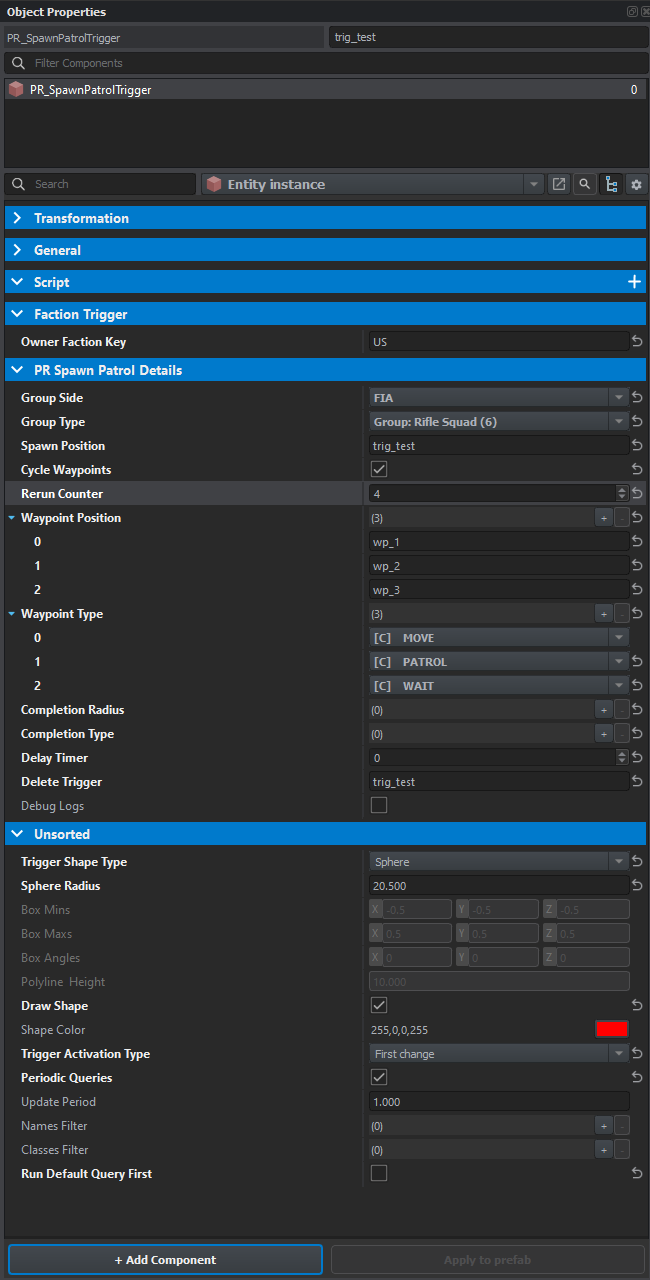 Object Properties
PR_SpawnPatrolTrigger trig_test
Filter Components
PR_SpawnPatrolTrigger 0
Search Entity instance
Transformation
General
Script +
Faction Trigger
Owner Faction Key US
PR Spawn Patrol Details
Group Side FIA
Group Type Group: Rifle Squad (6)
Spawn Position trig_test
Cycle Waypoints
Rerun Counter 4
Waypoint Position (3) + -
0 wp_1
1 wp_2
2 wp_3
Waypoint Type (3) + -
0 [C] MOVE
1 [C] PATROL
2 [C] WAIT
Completion Radius (0) + -
Completion Type (0) + -
Delay Timer 0
Delete Trigger trig_test
Debug Logs
Unsorted
Trigger Shape Type Sphere
Sphere Radius 20.500
Box Mins X -0.5 Y -0.5 Z -0.5
Box Maxs X 0.5 Y 0.5 Z 0.5
Box Angles X 0 Y 0 Z 0
Polyline Height 10.000
Draw Shape
Shape Color 255,0,0,255
Trigger Activation Type First change
Periodic Queries
Update Period 1.000
Names Filter (0) + -
Classes Filter (0) + -
Run Default Query First
+ Add Component Apply to prefab